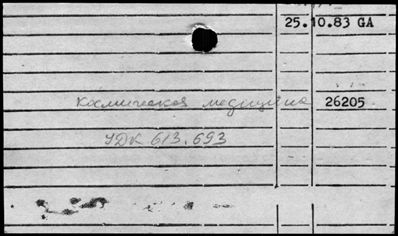 25.10.83 GA
Космическая медицина 26205
УДК 613.693